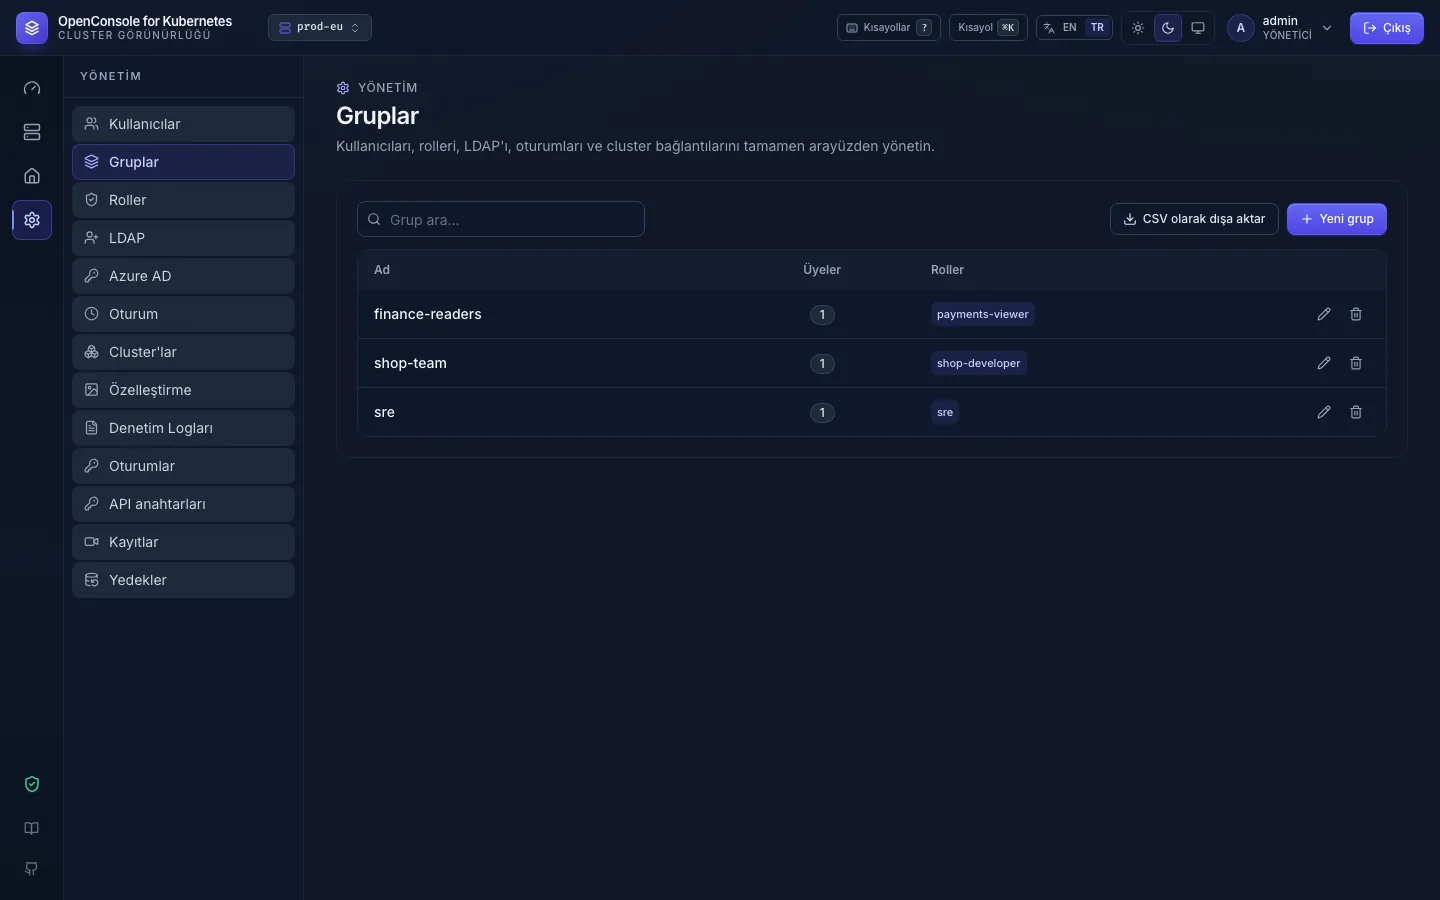 OpenConsole for Kubernetes
CLUSTER GÖRÜNÜRLÜĞÜ
prod-eu
Kısayollar ?
Kısayol ⌘K
EN TR
A
admin
YÖNETİCİ
Çıkış
YÖNETİM
Kullanıcılar
Gruplar
Roller
LDAP
Azure AD
Oturum
Cluster'lar
Özelleştirme
Denetim Logları
Oturumlar
API anahtarları
Kayıtlar
Yedekler
YÖNETİM
Gruplar
Kullanıcıları, rolleri, LDAP'ı, oturumları ve cluster bağlantılarını tamamen arayüzden yönetin.
Grup ara...
CSV olarak dışa aktar
Yeni grup
Ad Üyeler Roller
finance-readers 1 payments-viewer
shop-team 1 shop-developer
sre 1 sre